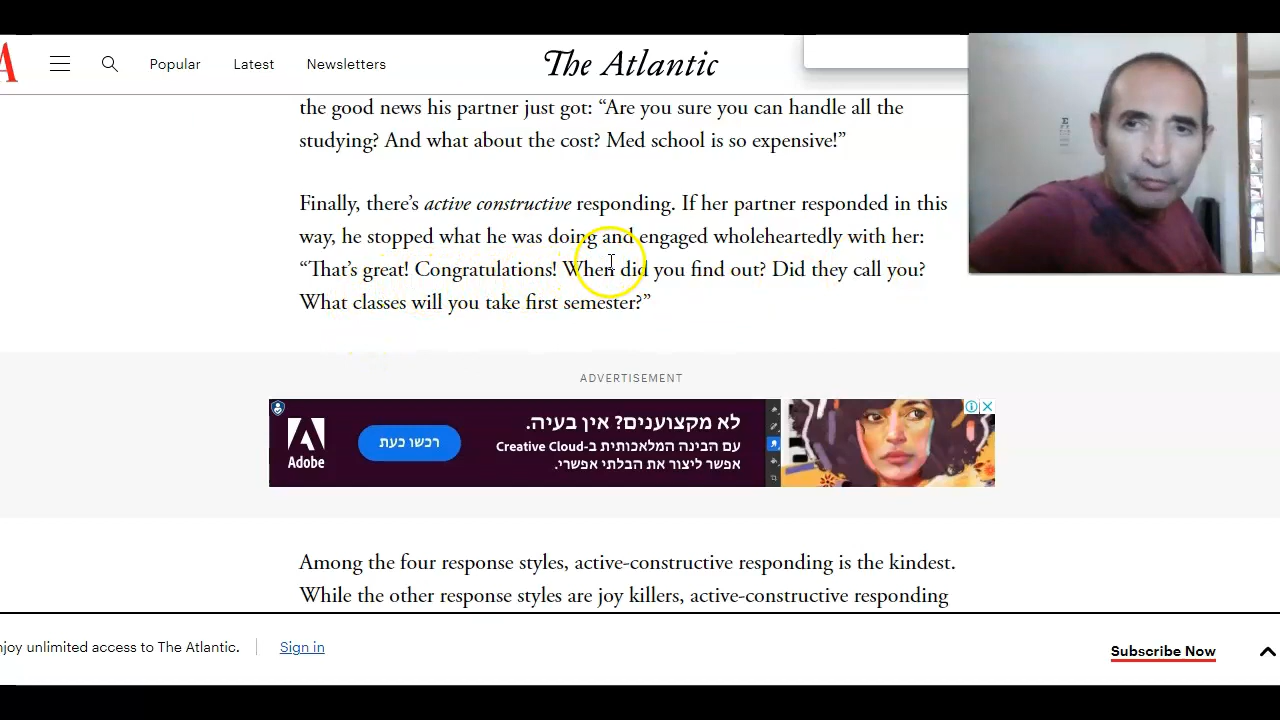 A
Popular
Latest
Newsletters
The Atlantic
the good news his partner just got: “Are you sure you can handle all the
studying? And what about the cost? Med school is so expensive!”
Finally, there’s active constructive responding. If her partner responded in this
way, he stopped what he was doing and engaged wholeheartedly with her:
“That’s great! Congratulations! When did you find out? Did they call you?
What classes will you take first semester?”
ADVERTISEMENT
Adobe
רכשו כעת
לא מקצוענים? אין בעיה.
עם הבינה המלאכותית ב-Creative Cloud
אפשר ליצור את הבלתי אפשרי.
Among the four response styles, active-constructive responding is the kindest.
While the other response styles are joy killers, active-constructive responding
njoy unlimited access to The Atlantic.
Sign in
Subscribe Now